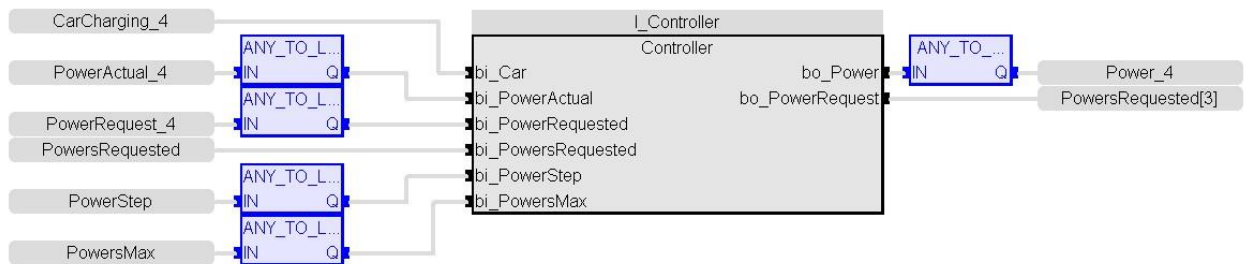 CarCharging_4
I_Controller
ANY_TO_L...
Controller
ANY_TO_...
PowerActual_4
IN Q
bi_Car
bo_Power
IN Q
Power_4
ANY_TO_L...
bi_PowerActual
bo_PowerRequest
PowersRequested[3]
PowerRequest_4
IN Q
bi_PowerRequested
PowersRequested
bi_PowersRequested
ANY_TO_L...
bi_PowerStep
PowerStep
IN Q
bi_PowersMax
ANY_TO_L...
PowersMax
IN Q